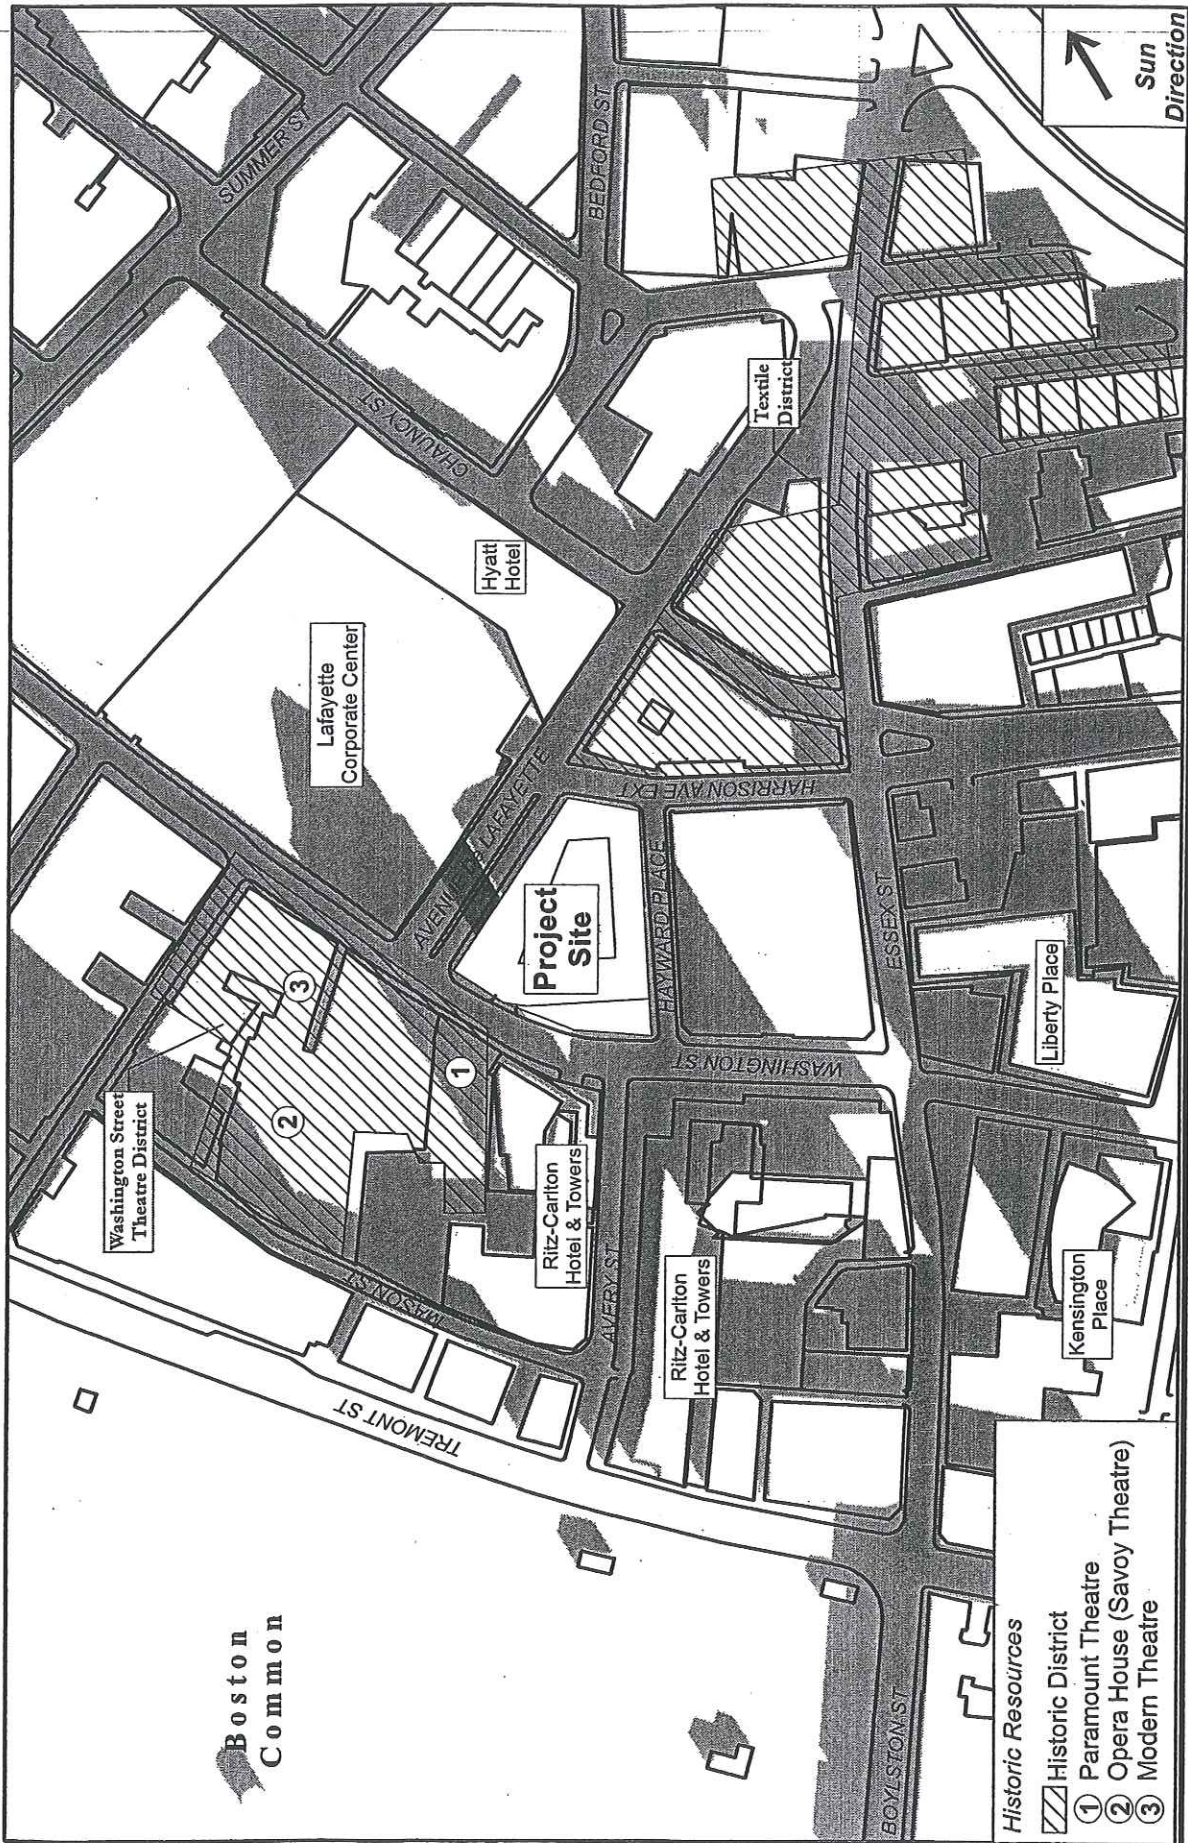 Boston
Common
TREMONT ST
BOYLSTON ST
MASON ST
AVERY ST
Washington Street
Theatre District
Ritz-Carlton
Hotel & Towers
Ritz-Carlton
Hotel & Towers
Kensington
Place
Liberty Place
WASHINGTON ST
ESSEX ST
HAYWARD PLACE
HARRISON AVE EXT
Project
Site
AVENUE DE LAFAYETTE
Lafayette
Corporate Center
Hyatt
Hotel
Textile
District
CHAUNCY ST
SUMMER ST
BEDFORD ST
1
2
3
Sun
Direction
Historic Resources
Historic District
1 Paramount Theatre
2 Opera House (Savoy Theatre)
3 Modern Theatre